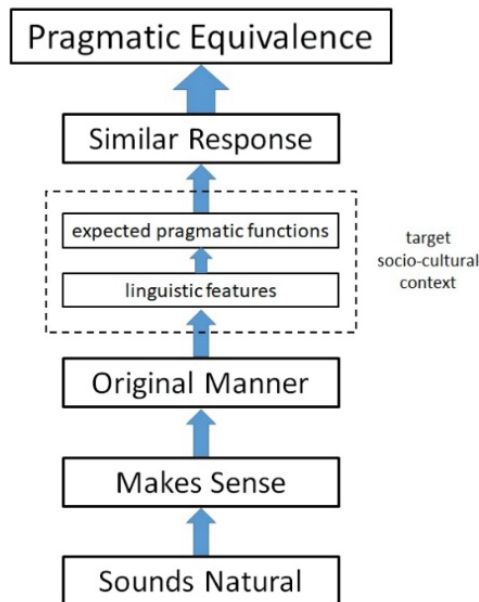 Pragmatic Equivalence
Similar Response
expected pragmatic functions
linguistic features
target
socio-cultural
context
Original Manner
Makes Sense
Sounds Natural